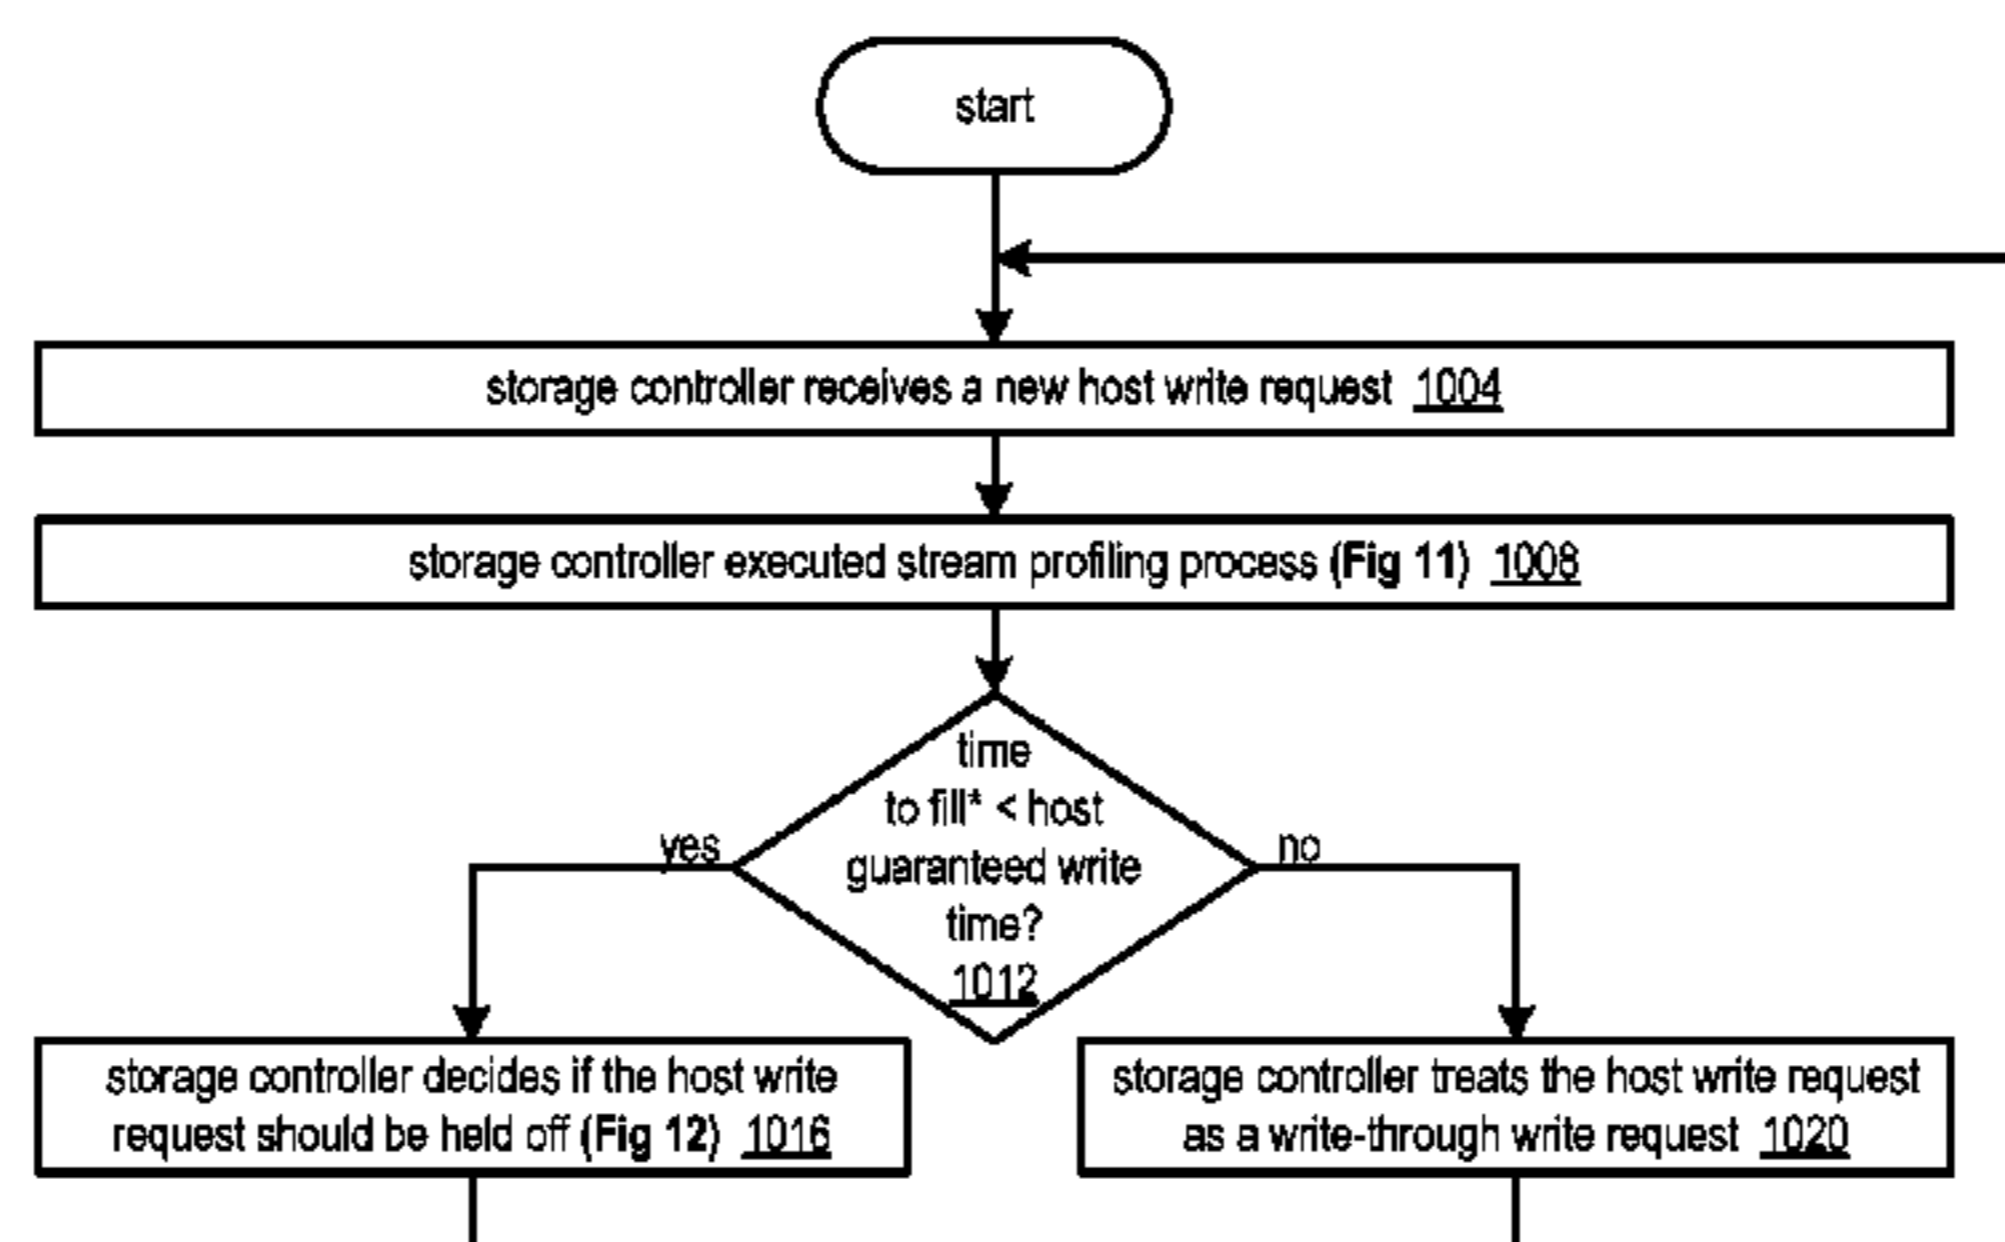 start
storage controller receives a new host write request 1004
storage controller executed stream profiling process (Fig 11) 1008
time
to fill* < host
guaranteed write
time?
1012
yes
no
storage controller decides if the host write
request should be held off (Fig 12) 1016
storage controller treats the host write request
as a write-through write request 1020